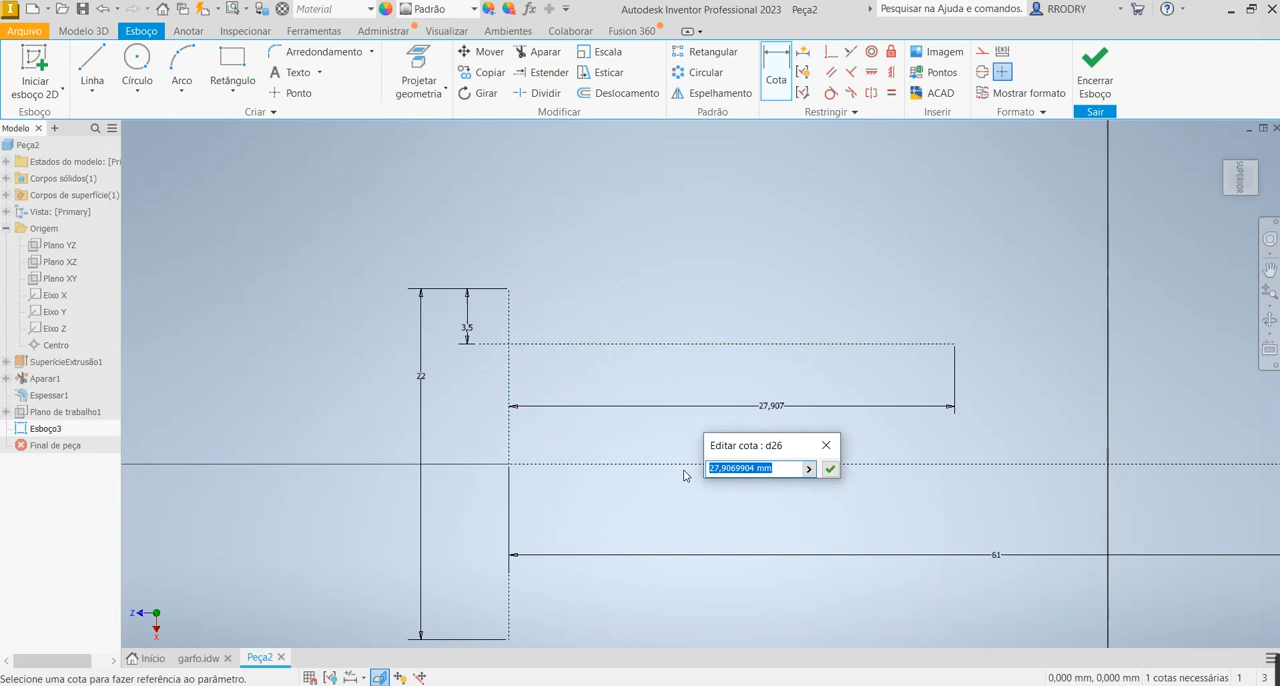 Material
Padrão
Autodesk Inventor Professional 2023
Peça2
Pesquisar na Ajuda e comandos.
RRODRY
Arquivo
Modelo 3D
Esboço
Anotar
Inspecionar
Ferramentas
Administrar
Visualizar
Ambientes
Colaborar
Fusion 360
Iniciar
esboço 2D
Linha
Círculo
Arco
Retângulo
Arredondamento
Texto
Ponto
Projetar
geometria
Mover
Copiar
Girar
Aparar
Estender
Dividir
Escala
Esticar
Deslocamento
Retangular
Circular
Espelhamento
Cota
Imagem
Pontos
ACAD
Mostrar formato
Encerrar
Esboço
Esboço
Criar
Modificar
Padrão
Restringir
Inserir
Formato
Sair
Modelo
Peça2
Estados do modelo: [Pri
Corpos sólidos(1)
Corpos de superfície(1)
Vista: [Primary]
Origem
Plano YZ
Plano XZ
Plano XY
Eixo X
Eixo Y
Eixo Z
Centro
SuperícieExtrusão1
Aparar1
Espessar1
Plano de trabalho1
Esboço3
Final de peça
SUPERIOR
3,5
22
27,907
Editar cota : d26
27,9069904 mm
61
Z
X
Início
garfo.idw
Peça2
Selecione uma cota para fazer referência ao parâmetro.
0,000 mm, 0,000 mm
1 cotas necessárias
1
3